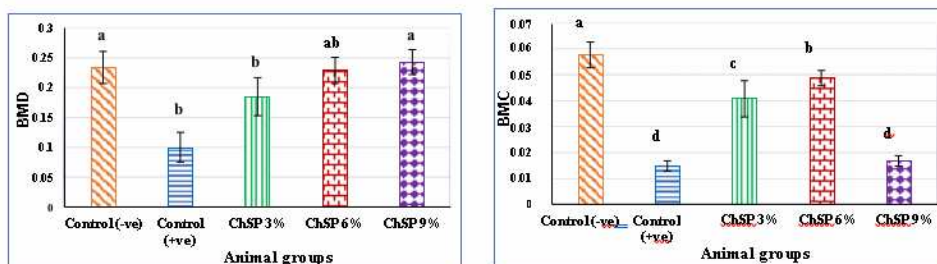 0.3
0.25
0.2
0.15
0.1
0.05
0
BMD
a
b
b
ab
a
Control (-ve)
Control (+ve)
ChSP 3%
ChSP 6%
ChSP 9%
Animal groups
0.07
0.06
0.05
0.04
0.03
0.02
0.01
0
BMC
a
d
c
b
d
Control (-ve)
Control (+ve)
ChSP 3%
ChSP 6%
ChSP 9%
Animal groups